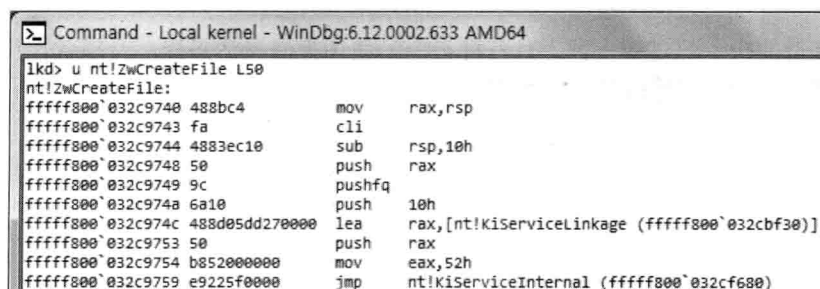 Command - Local kernel - WinDbg:6.12.0002.633 AMD64
lkd> u nt!ZwCreateFile L50
nt!ZwCreateFile:
fffff800`032c9740 488bc4 mov rax,rsp
fffff800`032c9743 fa cli
fffff800`032c9744 4883ec10 sub rsp,10h
fffff800`032c9748 50 push rax
fffff800`032c9749 9c pushfq
fffff800`032c974a 6a10 push 10h
fffff800`032c974c 488d05dd270000 lea rax,[nt!KiServiceLinkage (fffff800`032cbf30)]
fffff800`032c9753 50 push rax
fffff800`032c9754 b852000000 mov eax,52h
fffff800`032c9759 e9225f0000 jmp nt!KiServiceInternal (fffff800`032cf680)